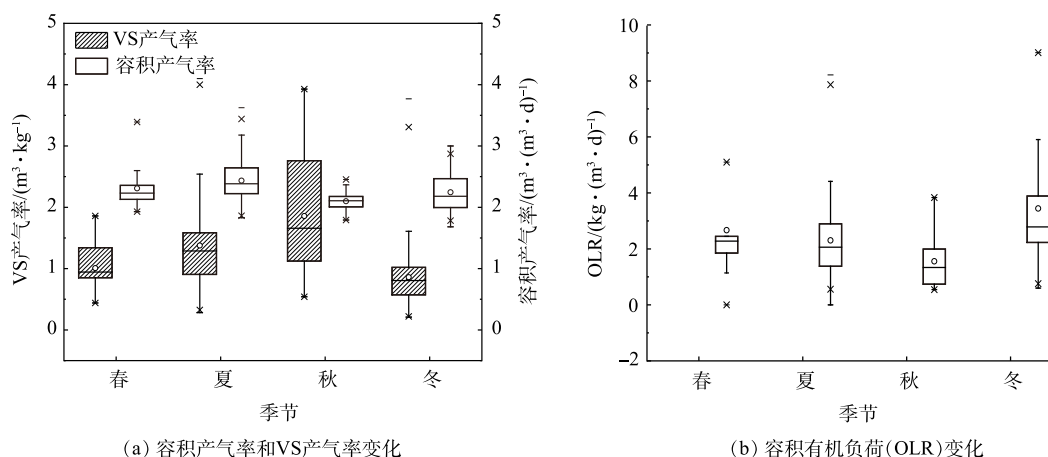 5
4
3
2
1
0
VS产气率/(m³·kg⁻¹)
VS产气率
容积产气率
5
4
3
2
1
0
容积产气率/(m³·(m³·d)⁻¹)
春 夏 秋 冬
季节
(a) 容积产气率和VS产气率变化
10
8
6
4
2
0
−2
OLR/(kg·(m³·d)⁻¹)
春 夏 秋 冬
季节
(b) 容积有机负荷(OLR)变化